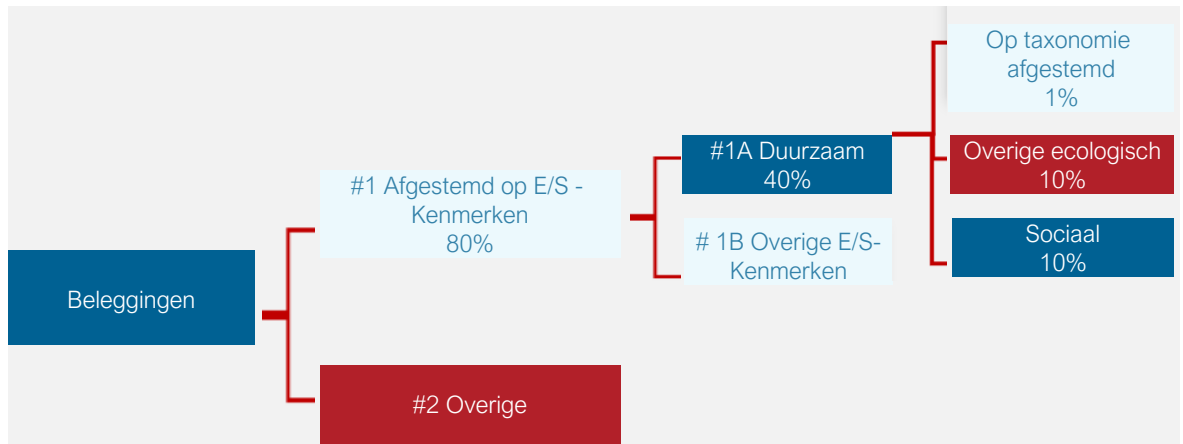 Beleggingen
#1 Afgestemd op E/S -
Kenmerken
80%
#2 Overige
#1A Duurzaam
40%
# 1B Overige E/S-
Kenmerken
Op taxonomie
afgestemd
1%
Overige ecologisch
10%
Sociaal
10%